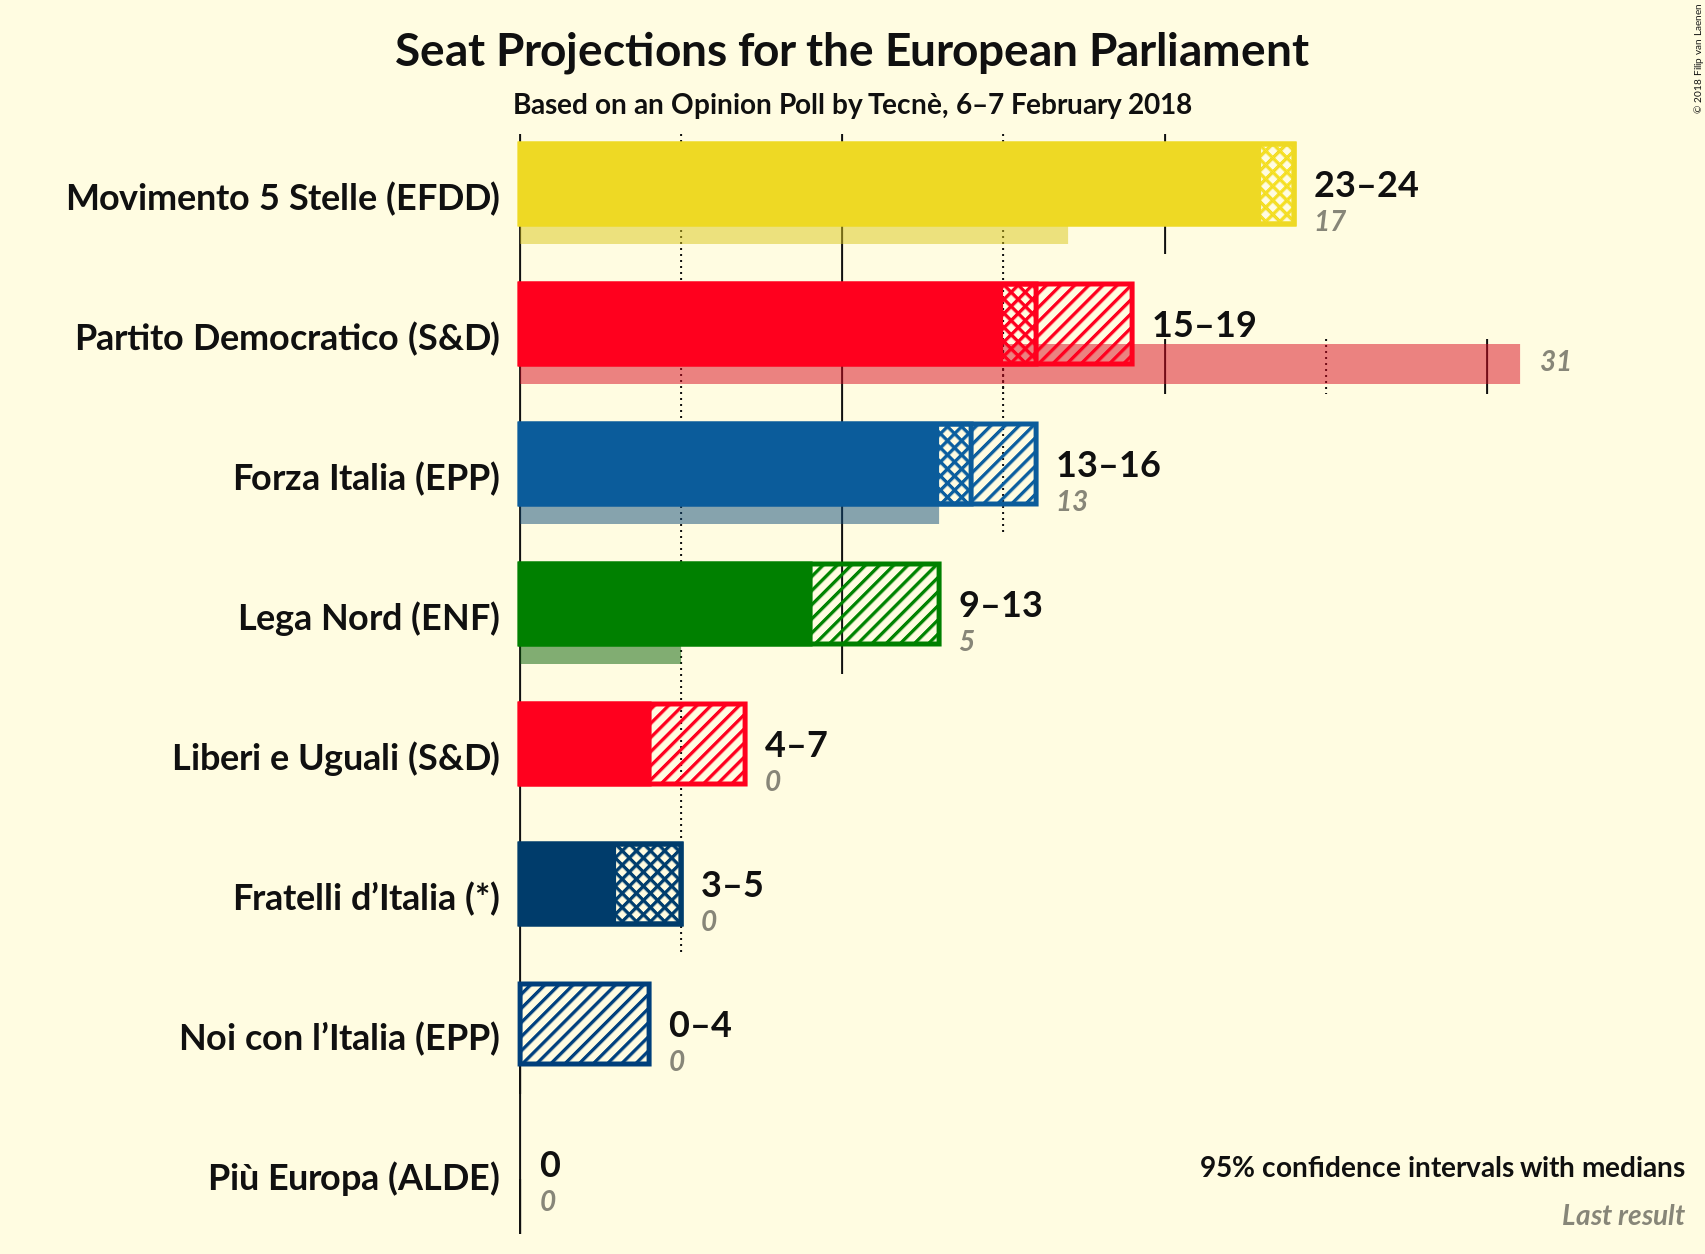 Seat Projections for the European Parliament
Based on an Opinion Poll by Tecnè, 6–7 February 2018
© 2018 Filip van Laenen
Movimento 5 Stelle (EFDD)
23–24
17
Partito Democratico (S&D)
15–19
31
Forza Italia (EPP)
13–16
13
Lega Nord (ENF)
9–13
5
Liberi e Uguali (S&D)
4–7
0
Fratelli d’Italia (*)
3–5
0
Noi con l’Italia (EPP)
0–4
0
Più Europa (ALDE)
0
0
95% confidence intervals with medians
Last result